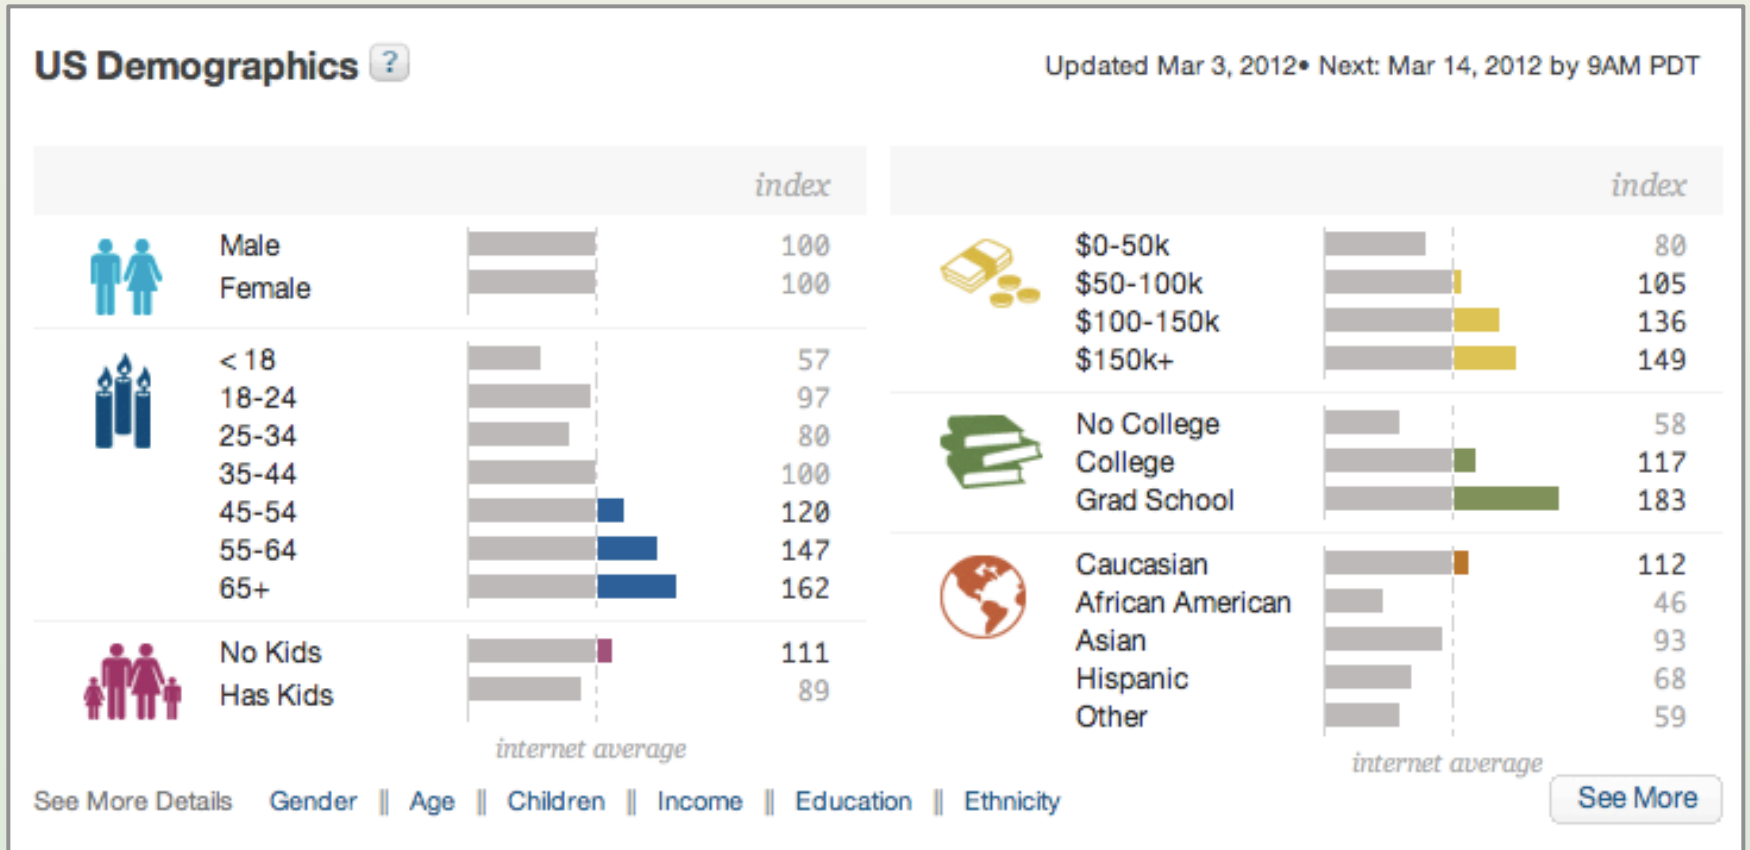 US Demographics ?
Updated Mar 3, 2012• Next: Mar 14, 2012 by 9AM PDT
index
Male 100
Female 100
< 18 57
18-24 97
25-34 80
35-44 100
45-54 120
55-64 147
65+ 162
No Kids 111
Has Kids 89
internet average
index
$0-50k 80
$50-100k 105
$100-150k 136
$150k+ 149
No College 58
College 117
Grad School 183
Caucasian 112
African American 46
Asian 93
Hispanic 68
Other 59
internet average
See More Details Gender || Age || Children || Income || Education || Ethnicity
See More